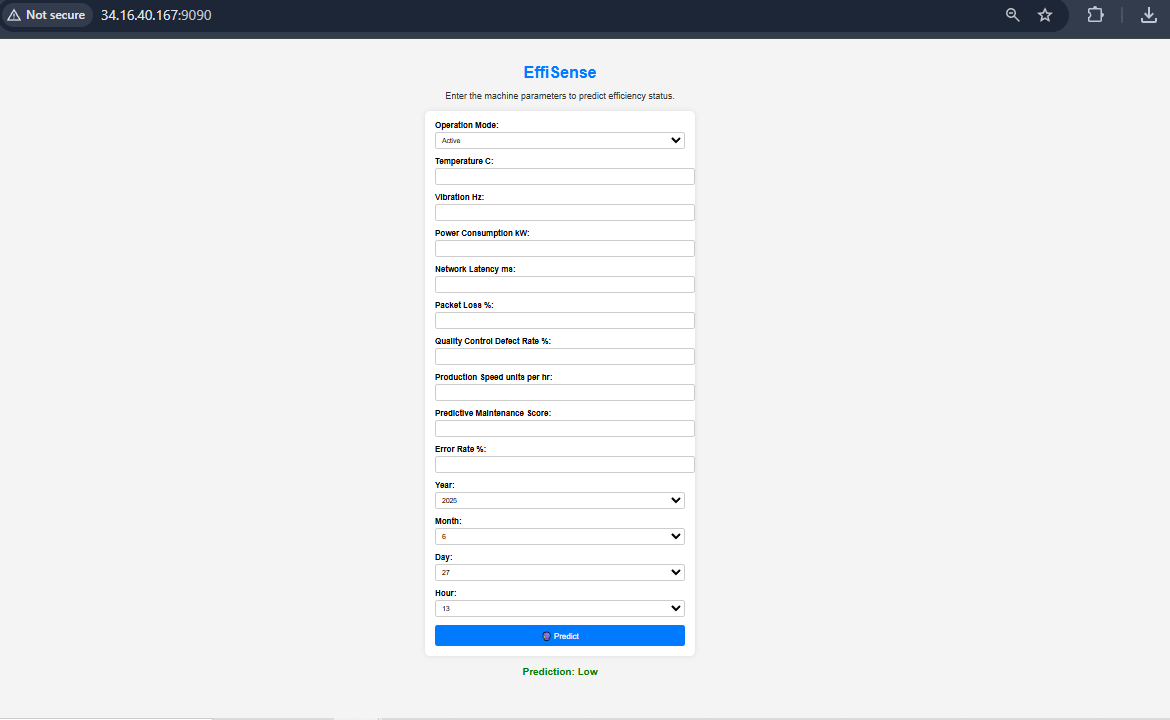 Not secure 34.16.40.167:9090
EffiSense
Enter the machine parameters to predict efficiency status.
Operation Mode:
Active
Temperature C:
Vibration Hz:
Power Consumption kW:
Network Latency ms:
Packet Loss %:
Quality Control Defect Rate %:
Production Speed units per hr:
Predictive Maintenance Score:
Error Rate %:
Year:
2025
Month:
6
Day:
27
Hour:
13
Predict
Prediction: Low